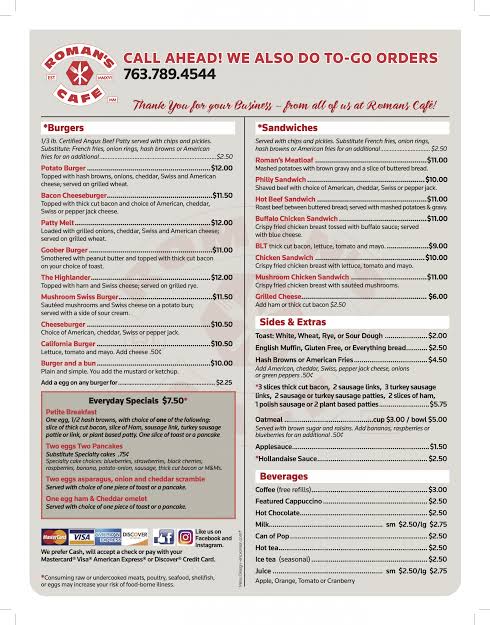 ROMAN'S
EST
MMXVI
CAFE
CALL AHEAD! WE ALSO DO TO-GO ORDERS
763.789.4544
Thank You for your Business – from all of us at Romans Café!
*Burgers
1/3 lb. Certified Angus Beef Patty served with chips and pickles.
Substitute French fries, onion rings, hash browns or American
fries for an additional $2.50
Potato Burger $12.00
Topped with hash browns, onions, cheddar, Swiss and American
cheese; served on grilled wheat.
Bacon Cheeseburger $11.50
Topped with thick cut bacon and choice of American, cheddar,
Swiss or pepper jack cheese.
Patty Melt $12.00
Loaded with grilled onions, cheddar, Swiss and American cheese;
served on grilled wheat.
Goober Burger $11.00
Smothered with peanut butter and topped with thick cut bacon
on your choice of toast.
The Highlander $12.00
Topped with ham and Swiss cheese; served on grilled rye.
Mushroom Swiss Burger $11.50
Sautéed mushrooms and Swiss cheese on a potato bun;
served with a side of sour cream.
Cheeseburger $10.50
Choice of American, cheddar, Swiss or pepper jack.
California Burger $10.50
Lettuce, tomato and mayo. Add cheese .50¢
Burger and a bun $10.00
Plain and simple. You add the mustard or ketchup.
Add a egg on any burger for $2.25
Everyday Specials $7.50*
Petite Breakfast
One egg, 1/2 hash browns, with choice of one of the following:
slice of thick cut bacon, slice of Ham, sausage link, turkey sausage
pattie or link, or plant based patty. One slice of toast or a pancake
Two eggs Two Pancakes
Substitute Specialty cakes .75¢
Specialty cake choices: blueberries, strawberries, black cherries,
raspberries, banana, potato-onion, sausage, thick cut bacon or M&Ms.
Two eggs asparagus, onion and cheddar scramble
Served with choice of one piece of toast or a pancake.
One egg ham & Cheddar omelet
Served with choice of one piece of toast or a pancake.
MasterCard VISA AMERICAN EXPRESS DISCOVER f
Like us on
Facebook and
Instagram.
We prefer Cash, will accept a check or pay with your
Mastercard® Visa® American Express® or Discover® Credit Card.
*Consuming raw or undercooked meats, poultry, seafood, shellfish,
or eggs may increase your risk of food-borne illness.
*Sandwiches
Served with chips and pickles. Substitute French fries, onion rings,
hash browns or American fries for an additional $2.50
Roman's Meatloaf $11.00
Mashed potatoes with brown gravy and a slice of buttered bread.
Philly Sandwich $10.00
Shaved beef with choice of American, cheddar, Swiss or pepper jack.
Hot Beef Sandwich $11.00
Roast beef between buttered bread; served with mashed potatoes & gravy.
Buffalo Chicken Sandwich $11.00
Crispy fried chicken breast tossed with buffalo sauce; served
with blue cheese.
BLT thick cut bacon, lettuce, tomato and mayo. $9.00
Chicken Sandwich $10.00
Crispy fried chicken breast with lettuce, tomato and mayo.
Mushroom Chicken Sandwich $11.00
Crispy fried chicken breast with sautéed mushrooms.
Grilled Cheese $6.00
Add ham or thick cut bacon $2.50
Sides & Extras
Toast: White, Wheat, Rye, or Sour Dough $2.00
English Muffin, Gluten Free, or Everything bread $2.50
Hash Browns or American Fries $4.50
Add American, cheddar, Swiss, pepper jack cheese, onions
or green peppers .50¢
*3 slices thick cut bacon, 2 sausage links, 3 turkey sausage
links, 2 sausage or turkey sausage patties, 2 slices of ham,
1 polish sausage or 2 plant based patties $5.75
Oatmeal cup $3.00 / bowl $5.00
Served with brown sugar and raisins. Add bananas, raspberries or
blueberries for an additional .50¢
Applesauce $1.50
*Hollandaise Sauce $2.50
Beverages
Coffee (free refills) $3.00
Featured Cappuccino $2.50
Hot Chocolate $2.50
Milk sm $2.50/lg $2.75
Can of Pop $2.50
Hot tea $2.50
Ice tea (seasonal) $2.50
Juice sm $2.50/lg $2.75
Apple, Orange, Tomato or Cranberry